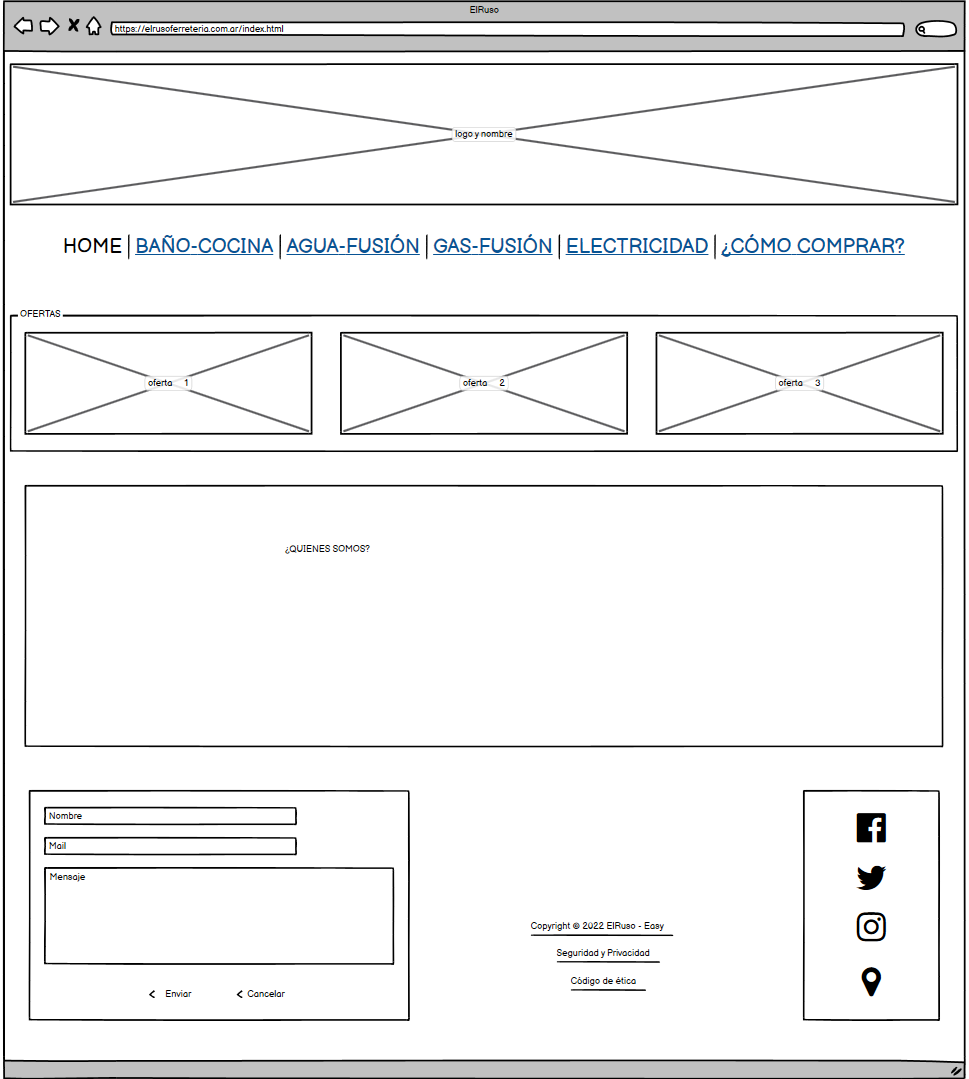 ElRuso
https://elrusoferreteria.com.ar/index.html
logo y nombre
HOME | BAÑO-COCINA | AGUA-FUSIÓN | GAS-FUSIÓN | ELECTRICIDAD | ¿CÓMO COMPRAR?
OFERTAS
oferta 1
oferta 2
oferta 3
¿QUIENES SOMOS?
Nombre
Mail
Mensaje
Enviar
Cancelar
Copyright © 2022 ElRuso - Easy
Seguridad y Privacidad
Código de ética